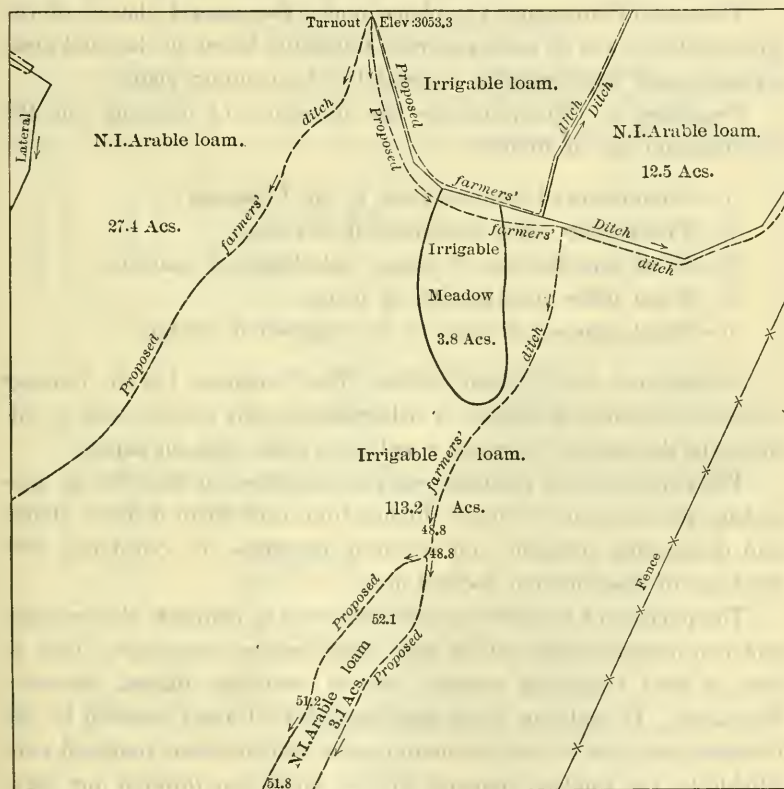 Turnout
Elev:3053.3
Lateral
N.I.Arable loam.
27.4 Acs.
Proposed
farmers'
ditch
Proposed
Proposed
Irrigable loam.
ditch
Ditch
N.I.Arable loam.
12.5 Acs.
farmers'
farmers'
Ditch
ditch
Irrigable
Meadow
3.8 Acs.
ditch
Irrigable loam.
farmers'
113.2 Acs.
48.8
48.8
Proposed
52.1
Proposed
N.I.Arable loam
3.1 Acs.
51.2
51.8
Fence